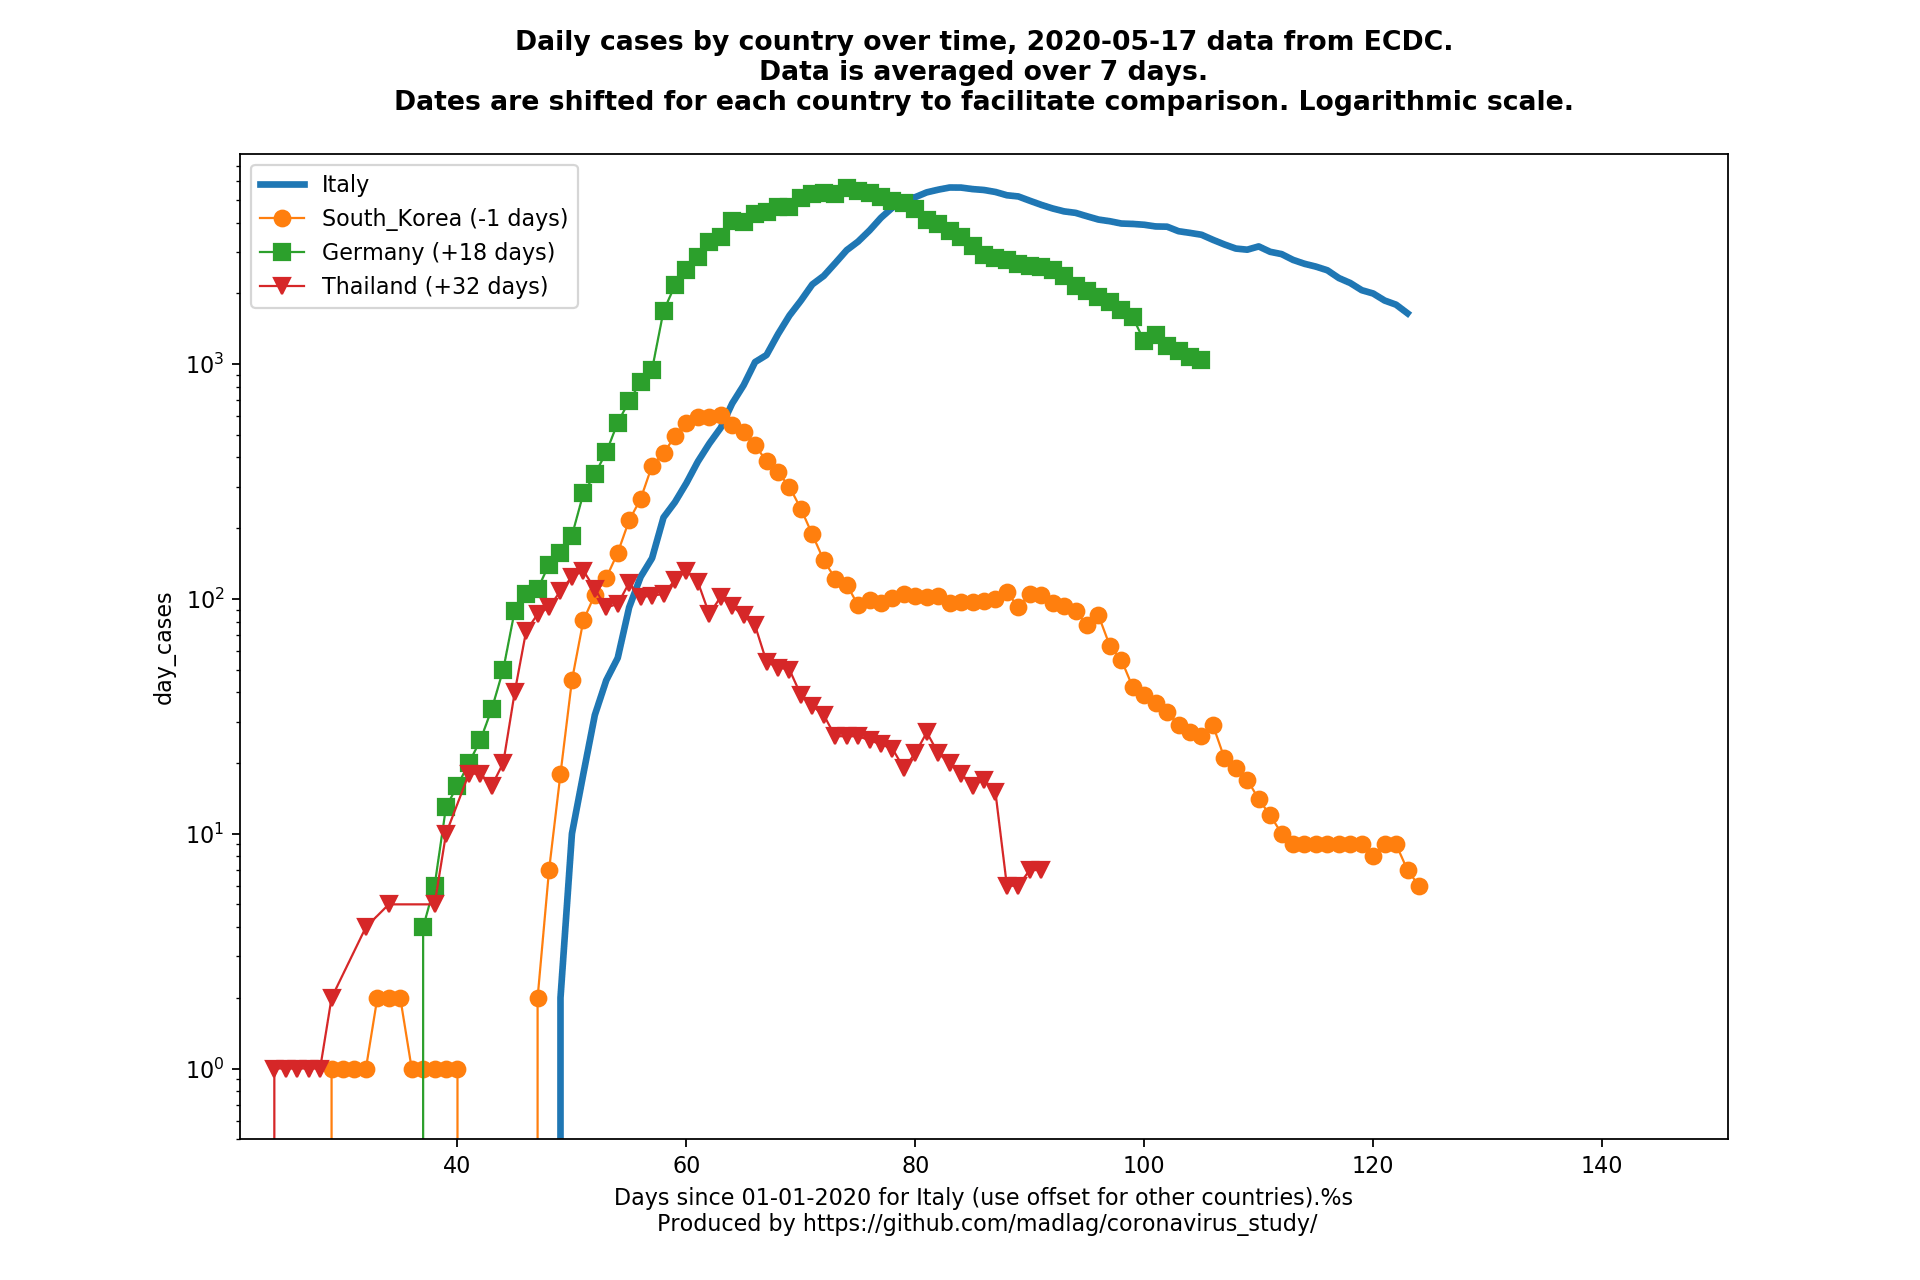 Daily cases by country over time, 2020-05-17 data from ECDC.
Data is averaged over 7 days.
Dates are shifted for each country to facilitate comparison. Logarithmic scale.
Italy
South_Korea (-1 days)
Germany (+18 days)
Thailand (+32 days)
day_cases
10³
10²
10¹
10⁰
40 60 80 100 120 140
Days since 01-01-2020 for Italy (use offset for other countries).%s
Produced by https://github.com/madlag/coronavirus_study/